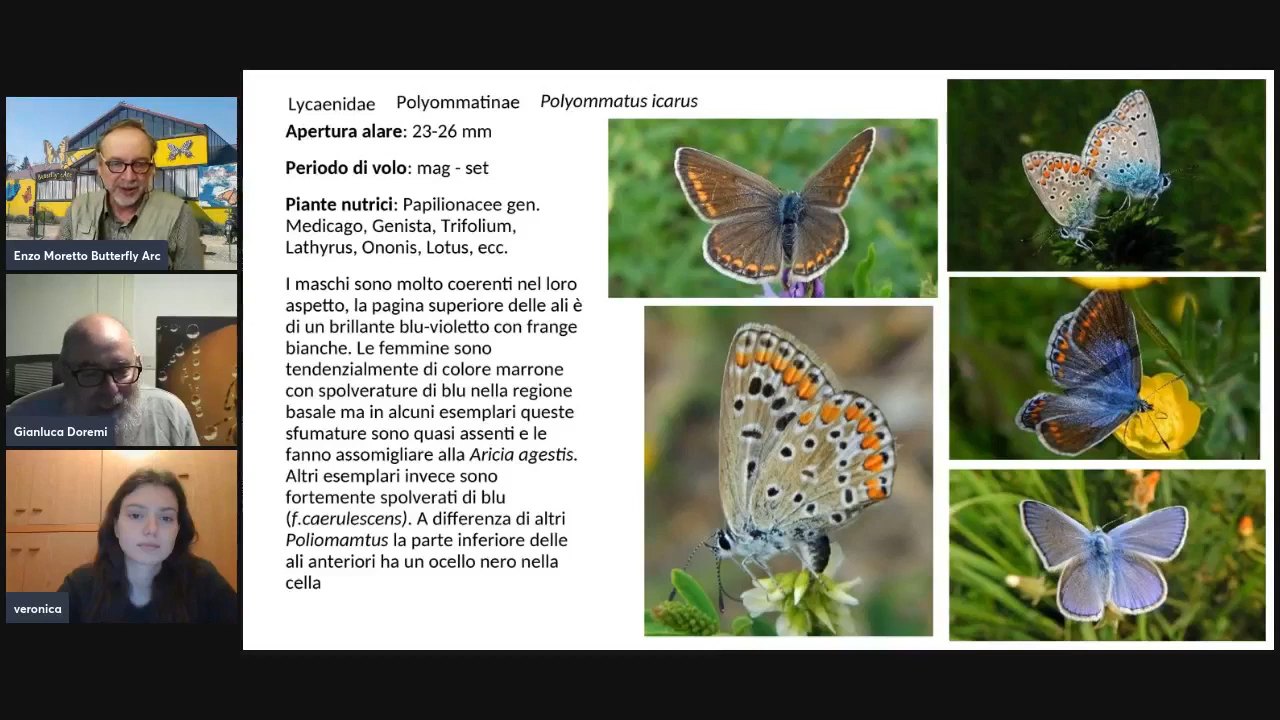 Lycaenidae Polyommatinae Polyommatus icarus
Apertura alare: 23-26 mm
Periodo di volo: mag - set
Piante nutrici: Papilionacee gen.
Medicago, Genista, Trifolium,
Lathyrus, Ononis, Lotus, ecc.
I maschi sono molto coerenti nel loro
aspetto, la pagina superiore delle ali è
di un brillante blu-violetto con frange
bianche. Le femmine sono
tendenzialmente di colore marrone
con spolverature di blu nella regione
basale ma in alcuni esemplari queste
sfumature sono quasi assenti e le
fanno assomigliare alla Aricia agestis.
Altri esemplari invece sono
fortemente spolverati di blu
(f.caerulescens). A differenza di altri
Poliomamtus la parte inferiore delle
ali anteriori ha un ocello nero nella
cella
Enzo Moretto Butterfly Arc
Gianluca Doremi
veronica